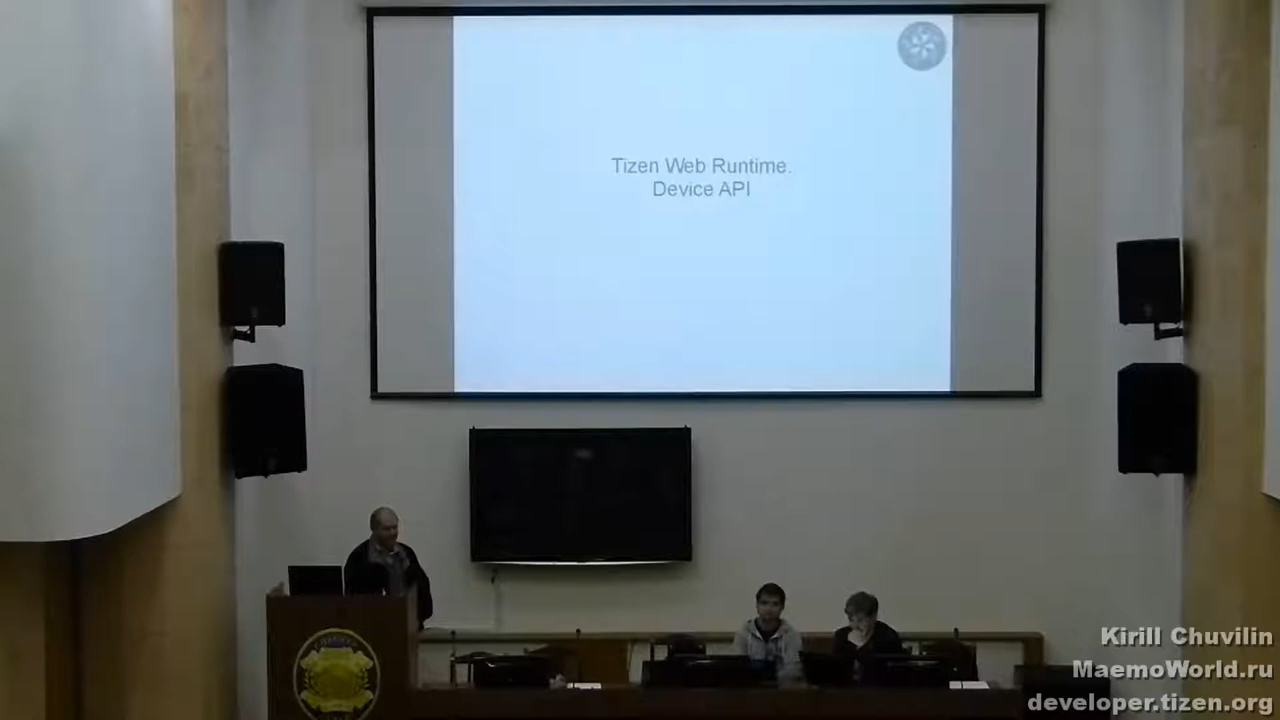 Tizen Web Runtime.
Device API
Kirill Chuvilin
MaemoWorld.ru
developer.tizen.org